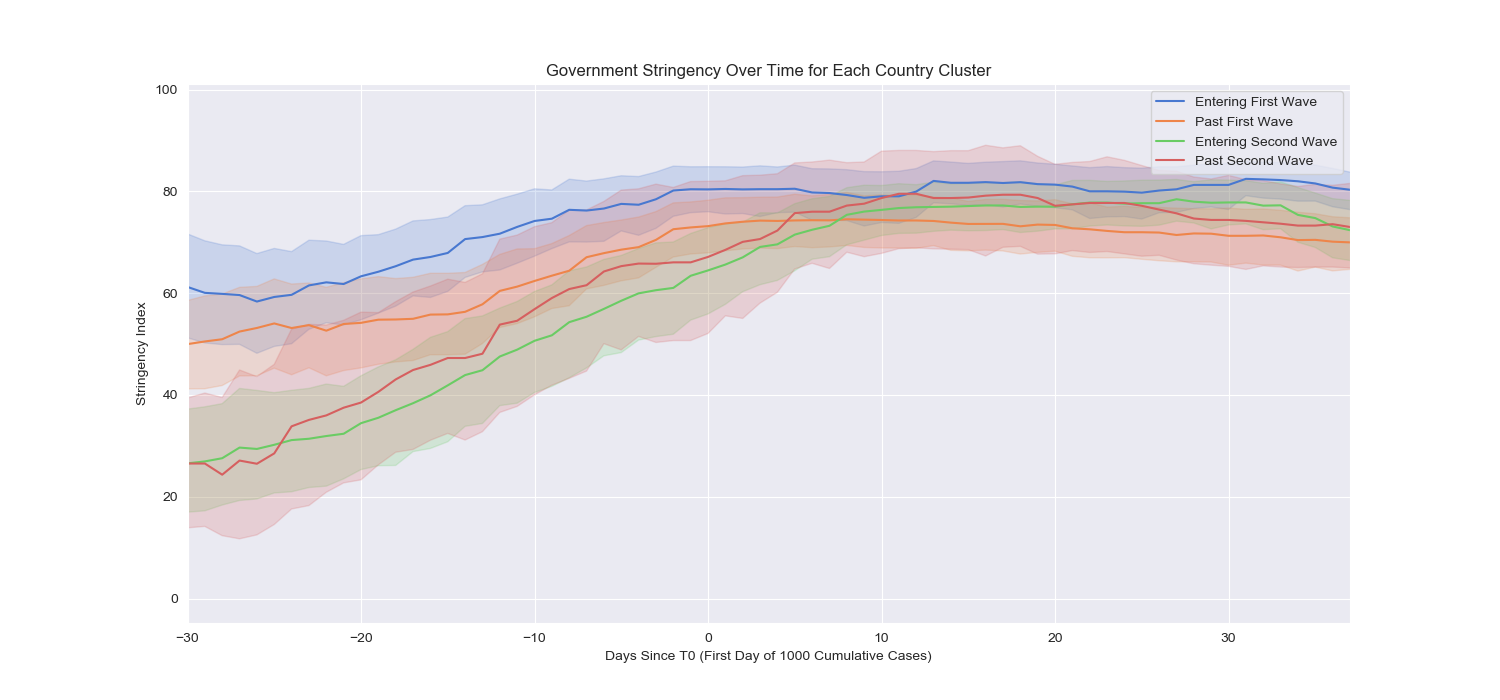 Government Stringency Over Time for Each Country Cluster
100
80
60
40
20
0
Stringency Index
Entering First Wave
Past First Wave
Entering Second Wave
Past Second Wave
−30
−20
−10
0
10
20
30
Days Since T0 (First Day of 1000 Cumulative Cases)